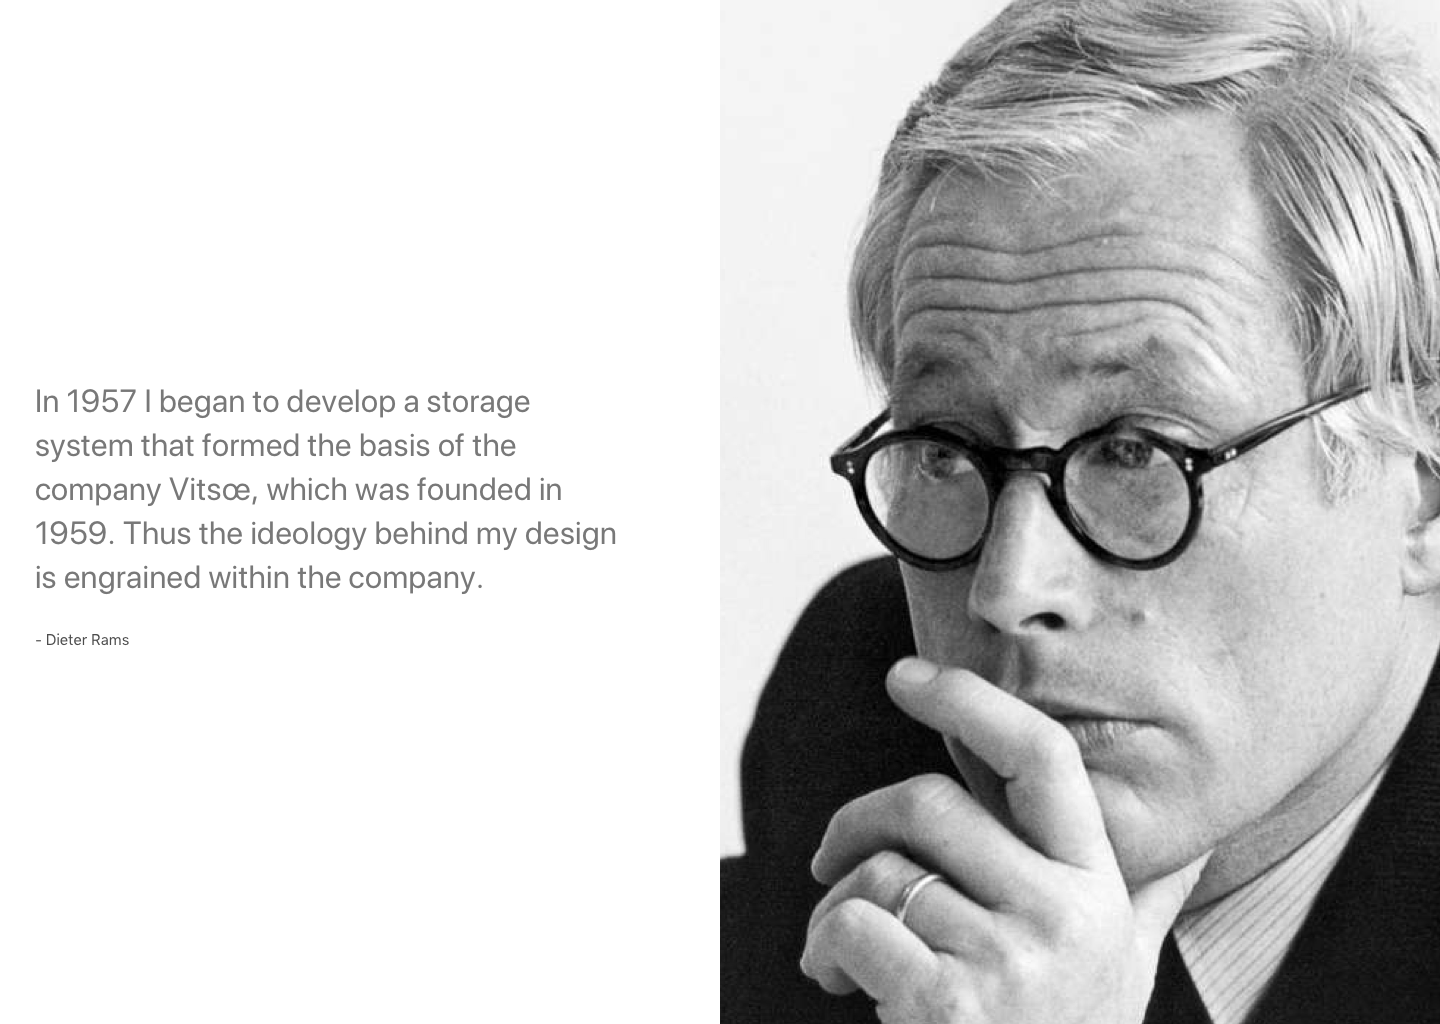 In 1957 I began to develop a storage
system that formed the basis of the
company Vitsœ, which was founded in
1959. Thus the ideology behind my design
is engrained within the company.
- Dieter Rams